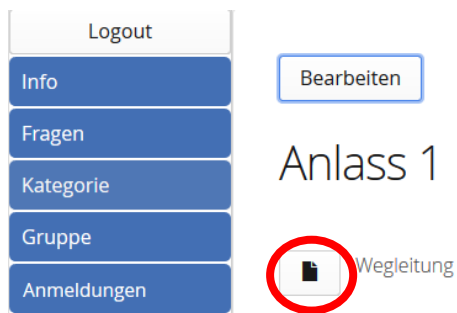 Logout
Info
Fragen
Kategorie
Gruppe
Anmeldungen
Bearbeiten
Anlass 1
Wegleitung